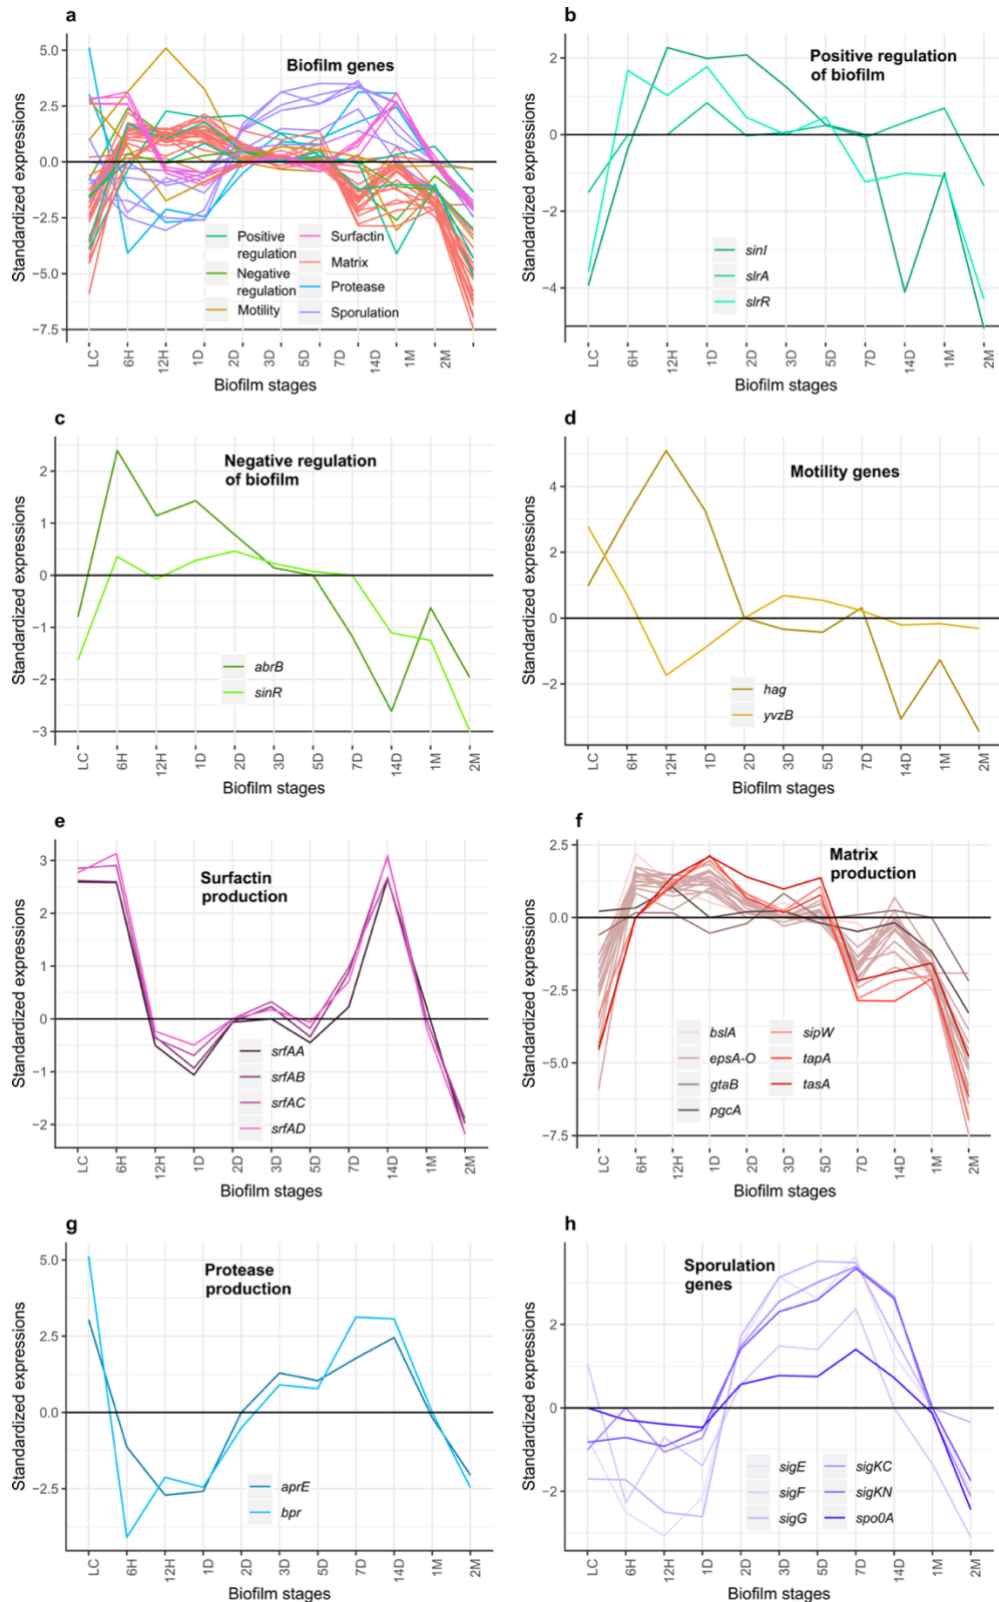 a
Biofilm genes
Standardized expressions
5.0
2.5
0.0
−2.5
−5.0
−7.5
Positive regulation
Negative regulation
Motility
Surfactin
Matrix
Protease
Sporulation
LC 6H 12H 1D 2D 3D 5D 7D 14D 1M 2M
Biofilm stages
b
Positive regulation
of biofilm
Standardized expressions
2
0
−2
−4
sinI
slrA
slrR
LC 6H 12H 1D 2D 3D 5D 7D 14D 1M 2M
Biofilm stages
c
Negative regulation
of biofilm
Standardized expressions
2
1
0
−1
−2
−3
abrB
sinR
LC 6H 12H 1D 2D 3D 5D 7D 14D 1M 2M
Biofilm stages
d
Motility genes
Standardized expressions
4
2
0
−2
hag
yvzB
LC 6H 12H 1D 2D 3D 5D 7D 14D 1M 2M
Biofilm stages
e
Surfactin
production
Standardized expressions
3
2
1
0
−1
−2
srfAA
srfAB
srfAC
srfAD
LC 6H 12H 1D 2D 3D 5D 7D 14D 1M 2M
Biofilm stages
f
Matrix
production
Standardized expressions
2.5
0.0
−2.5
−5.0
−7.5
bslA
epsA-O
gtaB
pgcA
sipW
tapA
tasA
LC 6H 12H 1D 2D 3D 5D 7D 14D 1M 2M
Biofilm stages
g
Protease
production
Standardized expressions
5.0
2.5
0.0
−2.5
aprE
bpr
LC 6H 12H 1D 2D 3D 5D 7D 14D 1M 2M
Biofilm stages
h
Sporulation
genes
Standardized expressions
2
0
−2
sigE
sigF
sigG
sigKC
sigKN
spo0A
LC 6H 12H 1D 2D 3D 5D 7D 14D 1M 2M
Biofilm stages